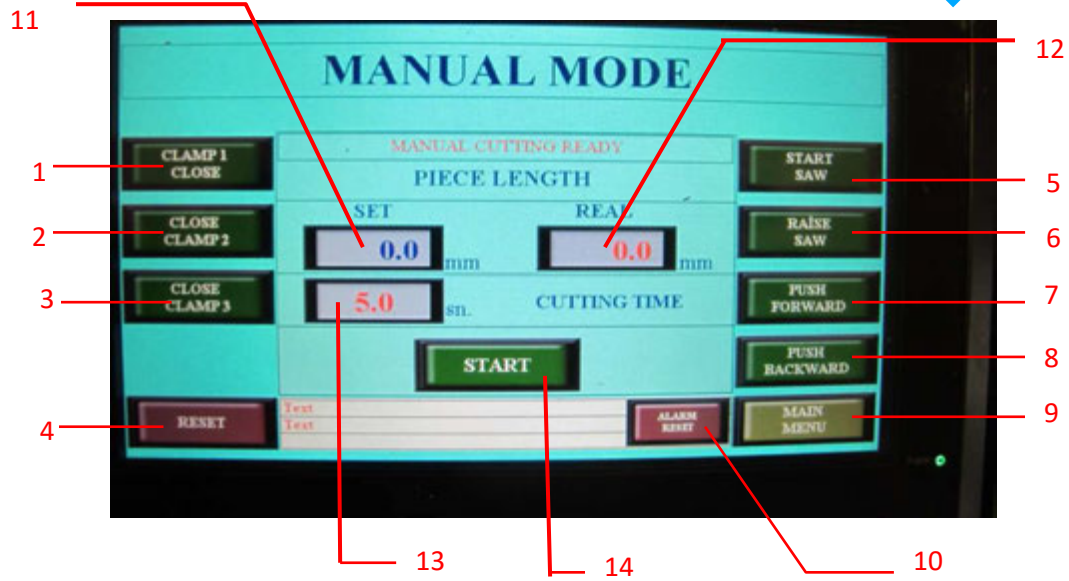 11
12
MANUAL MODE
MANUAL CUTTING READY
1
CLAMP 1
CLOSE
PIECE LENGTH
START
SAW
5
2
CLOSE
CLAMP 2
SET
REAL
0.0
mm
0.0
mm
RAİSE
SAW
6
3
CLOSE
CLAMP 3
5.0
sn.
CUTTING TIME
PUSH
FORWARD
7
START
PUSH
BACKWARD
8
4
RESET
Text
Text
ALARM
RESET
MAIN
MENU
9
13
14
10